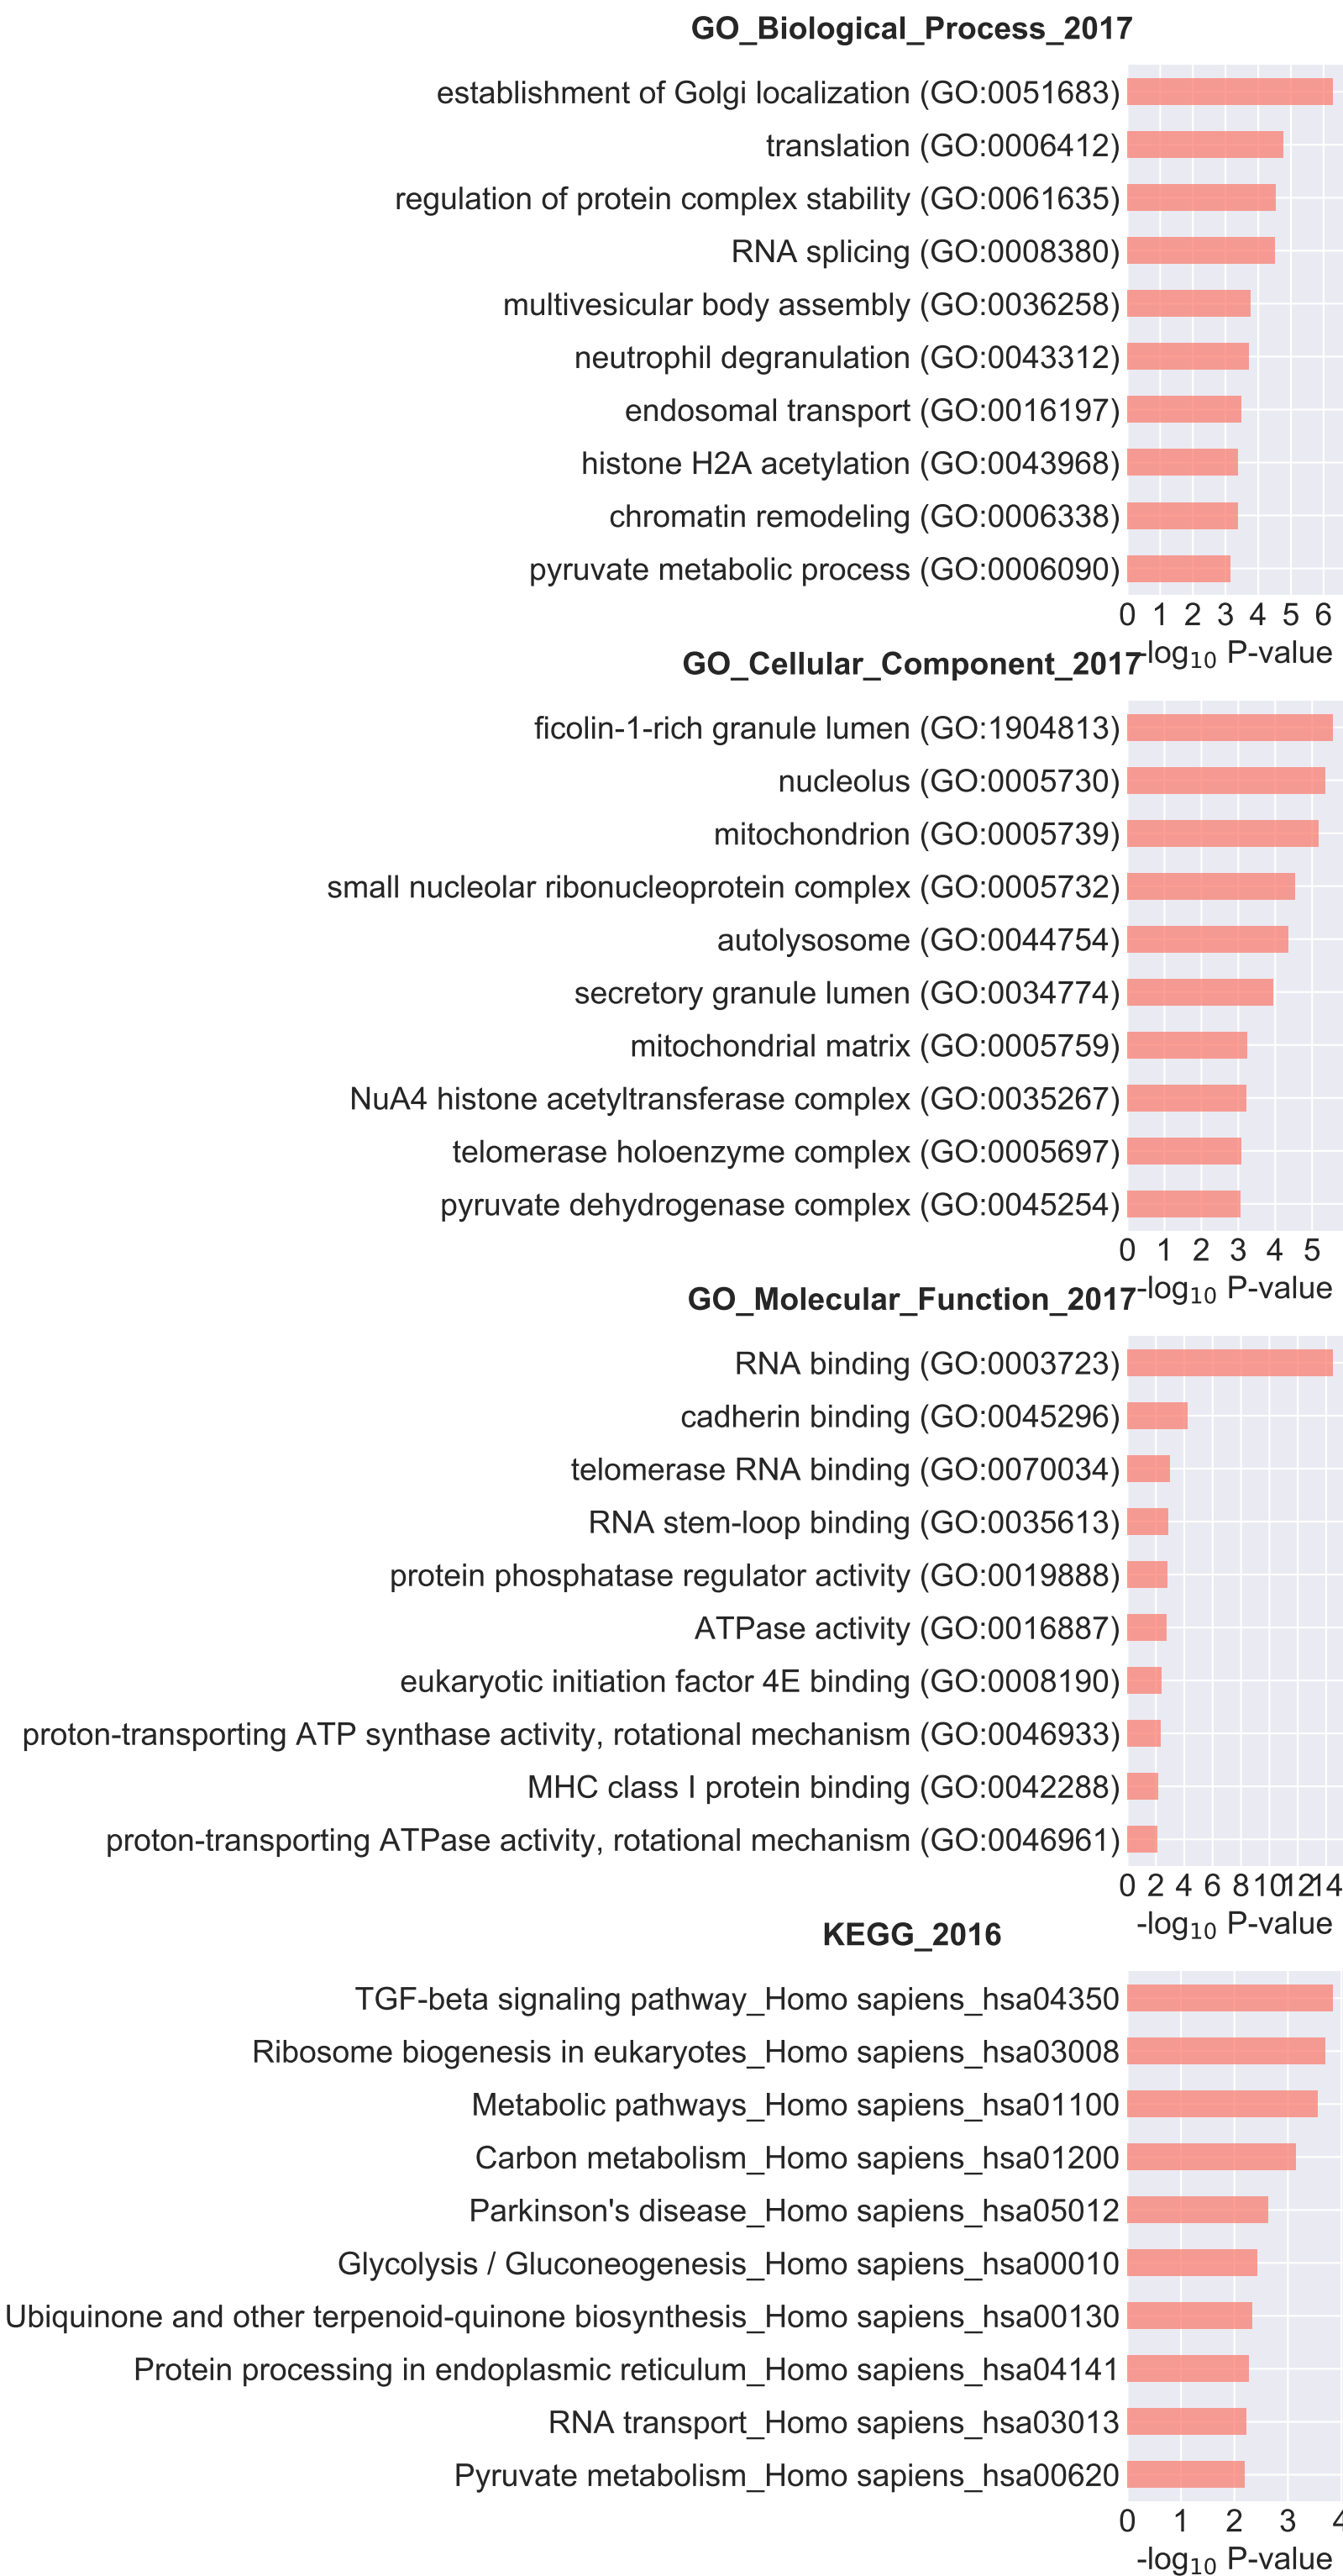 GO_Biological_Process_2017
establishment of Golgi localization (GO:0051683)
translation (GO:0006412)
regulation of protein complex stability (GO:0061635)
RNA splicing (GO:0008380)
multivesicular body assembly (GO:0036258)
neutrophil degranulation (GO:0043312)
endosomal transport (GO:0016197)
histone H2A acetylation (GO:0043968)
chromatin remodeling (GO:0006338)
pyruvate metabolic process (GO:0006090)
0 1 2 3 4 5 6
-log10 P-value
GO_Cellular_Component_2017
ficolin-1-rich granule lumen (GO:1904813)
nucleolus (GO:0005730)
mitochondrion (GO:0005739)
small nucleolar ribonucleoprotein complex (GO:0005732)
autolysosome (GO:0044754)
secretory granule lumen (GO:0034774)
mitochondrial matrix (GO:0005759)
NuA4 histone acetyltransferase complex (GO:0035267)
telomerase holoenzyme complex (GO:0005697)
pyruvate dehydrogenase complex (GO:0045254)
0 1 2 3 4 5
-log10 P-value
GO_Molecular_Function_2017
RNA binding (GO:0003723)
cadherin binding (GO:0045296)
telomerase RNA binding (GO:0070034)
RNA stem-loop binding (GO:0035613)
protein phosphatase regulator activity (GO:0019888)
ATPase activity (GO:0016887)
eukaryotic initiation factor 4E binding (GO:0008190)
proton-transporting ATP synthase activity, rotational mechanism (GO:0046933)
MHC class I protein binding (GO:0042288)
proton-transporting ATPase activity, rotational mechanism (GO:0046961)
0 2 4 6 8 10 12 14
-log10 P-value
KEGG_2016
TGF-beta signaling pathway_Homo sapiens_hsa04350
Ribosome biogenesis in eukaryotes_Homo sapiens_hsa03008
Metabolic pathways_Homo sapiens_hsa01100
Carbon metabolism_Homo sapiens_hsa01200
Parkinson's disease_Homo sapiens_hsa05012
Glycolysis / Gluconeogenesis_Homo sapiens_hsa00010
Ubiquinone and other terpenoid-quinone biosynthesis_Homo sapiens_hsa00130
Protein processing in endoplasmic reticulum_Homo sapiens_hsa04141
RNA transport_Homo sapiens_hsa03013
Pyruvate metabolism_Homo sapiens_hsa00620
0 1 2 3 4
-log10 P-value